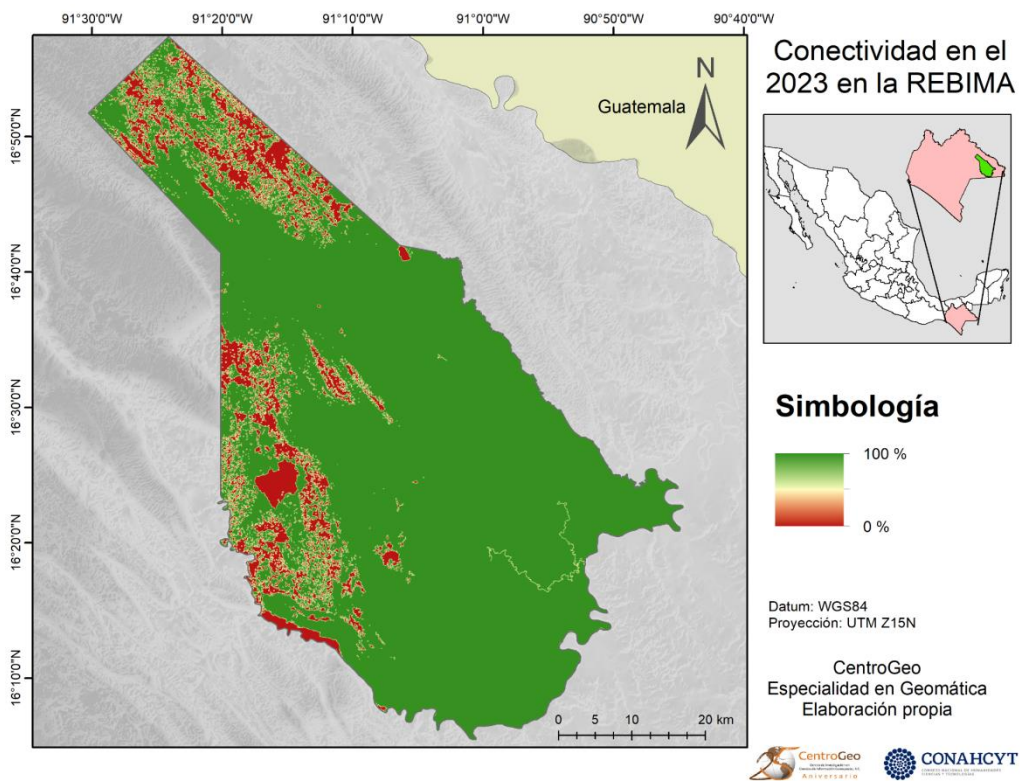 91°30'0"W
91°20'0"W
91°10'0"W
91°0'0"W
90°50'0"W
90°40'0"W
16°50'0"N
16°40'0"N
16°30'0"N
16°20'0"N
16°10'0"N
Guatemala
N
0 5 10 20 km
Conectividad en el
2023 en la REBIMA
Simbología
100 %
0 %
Datum: WGS84
Proyección: UTM Z15N
CentroGeo
Especialidad en Geomática
Elaboración propia
25
CentroGeo
Aniversario
CONAHCYT